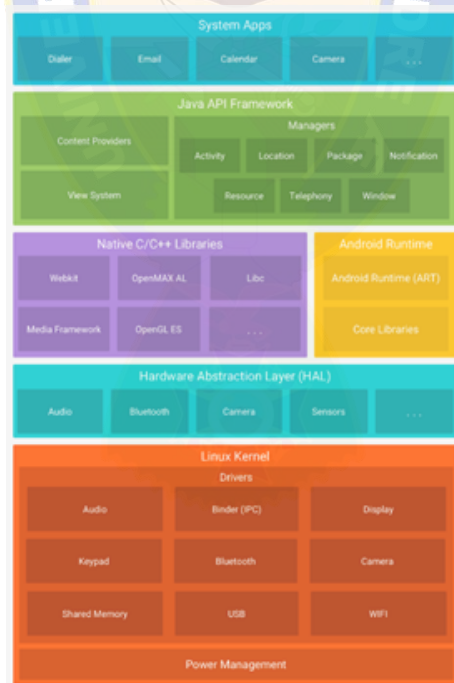 System Apps
Dialer Email Calendar Camera ...
Java API Framework
Content Providers
View System
Managers
Activity Location Package Notification
Resource Telephony Window
Native C/C++ Libraries
Webkit OpenMAX AL Libc
Media Framework OpenGL ES ...
Android Runtime
Android Runtime (ART)
Core Libraries
Hardware Abstraction Layer (HAL)
Audio Bluetooth Camera Sensors ...
Linux Kernel
Drivers
Audio Binder (IPC) Display
Keypad Bluetooth Camera
Shared Memory USB WIFI
Power Management